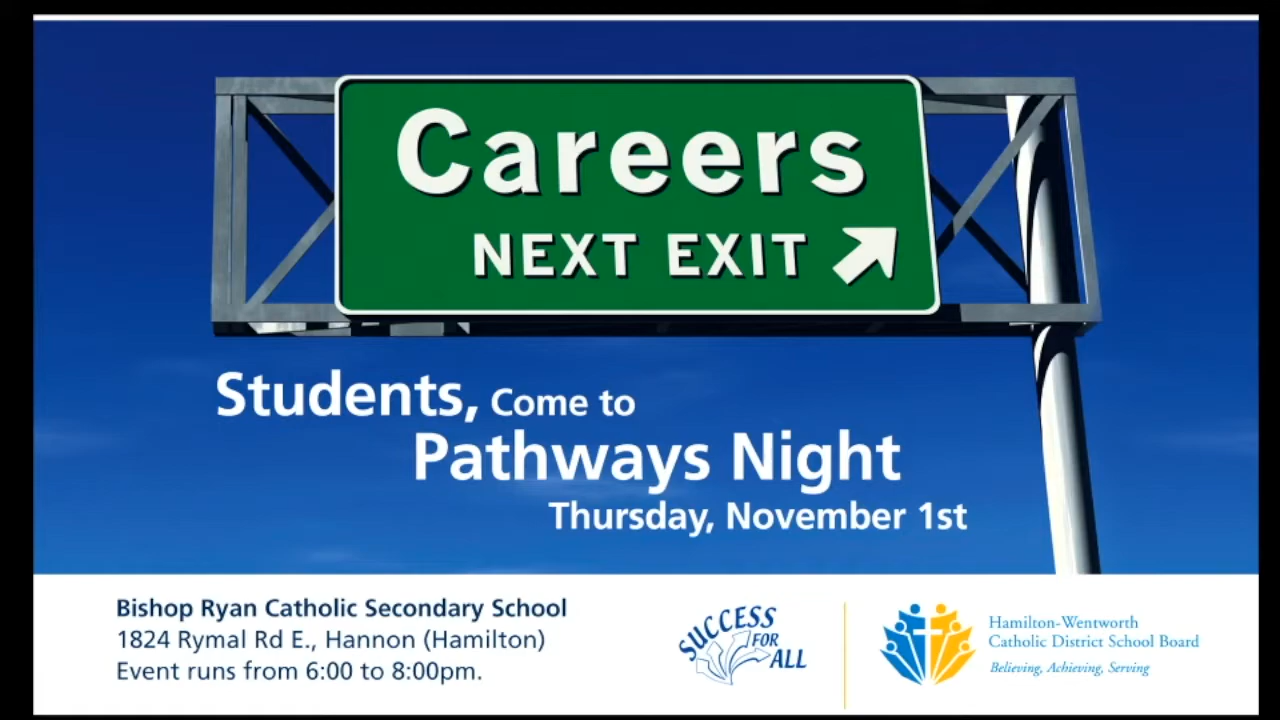 Careers
NEXT EXIT
Students, Come to
Pathways Night
Thursday, November 1st
Bishop Ryan Catholic Secondary School
1824 Rymal Rd E., Hannon (Hamilton)
Event runs from 6:00 to 8:00pm.
SUCCESS
FOR
ALL
Hamilton-Wentworth
Catholic District School Board
Believing, Achieving, Serving